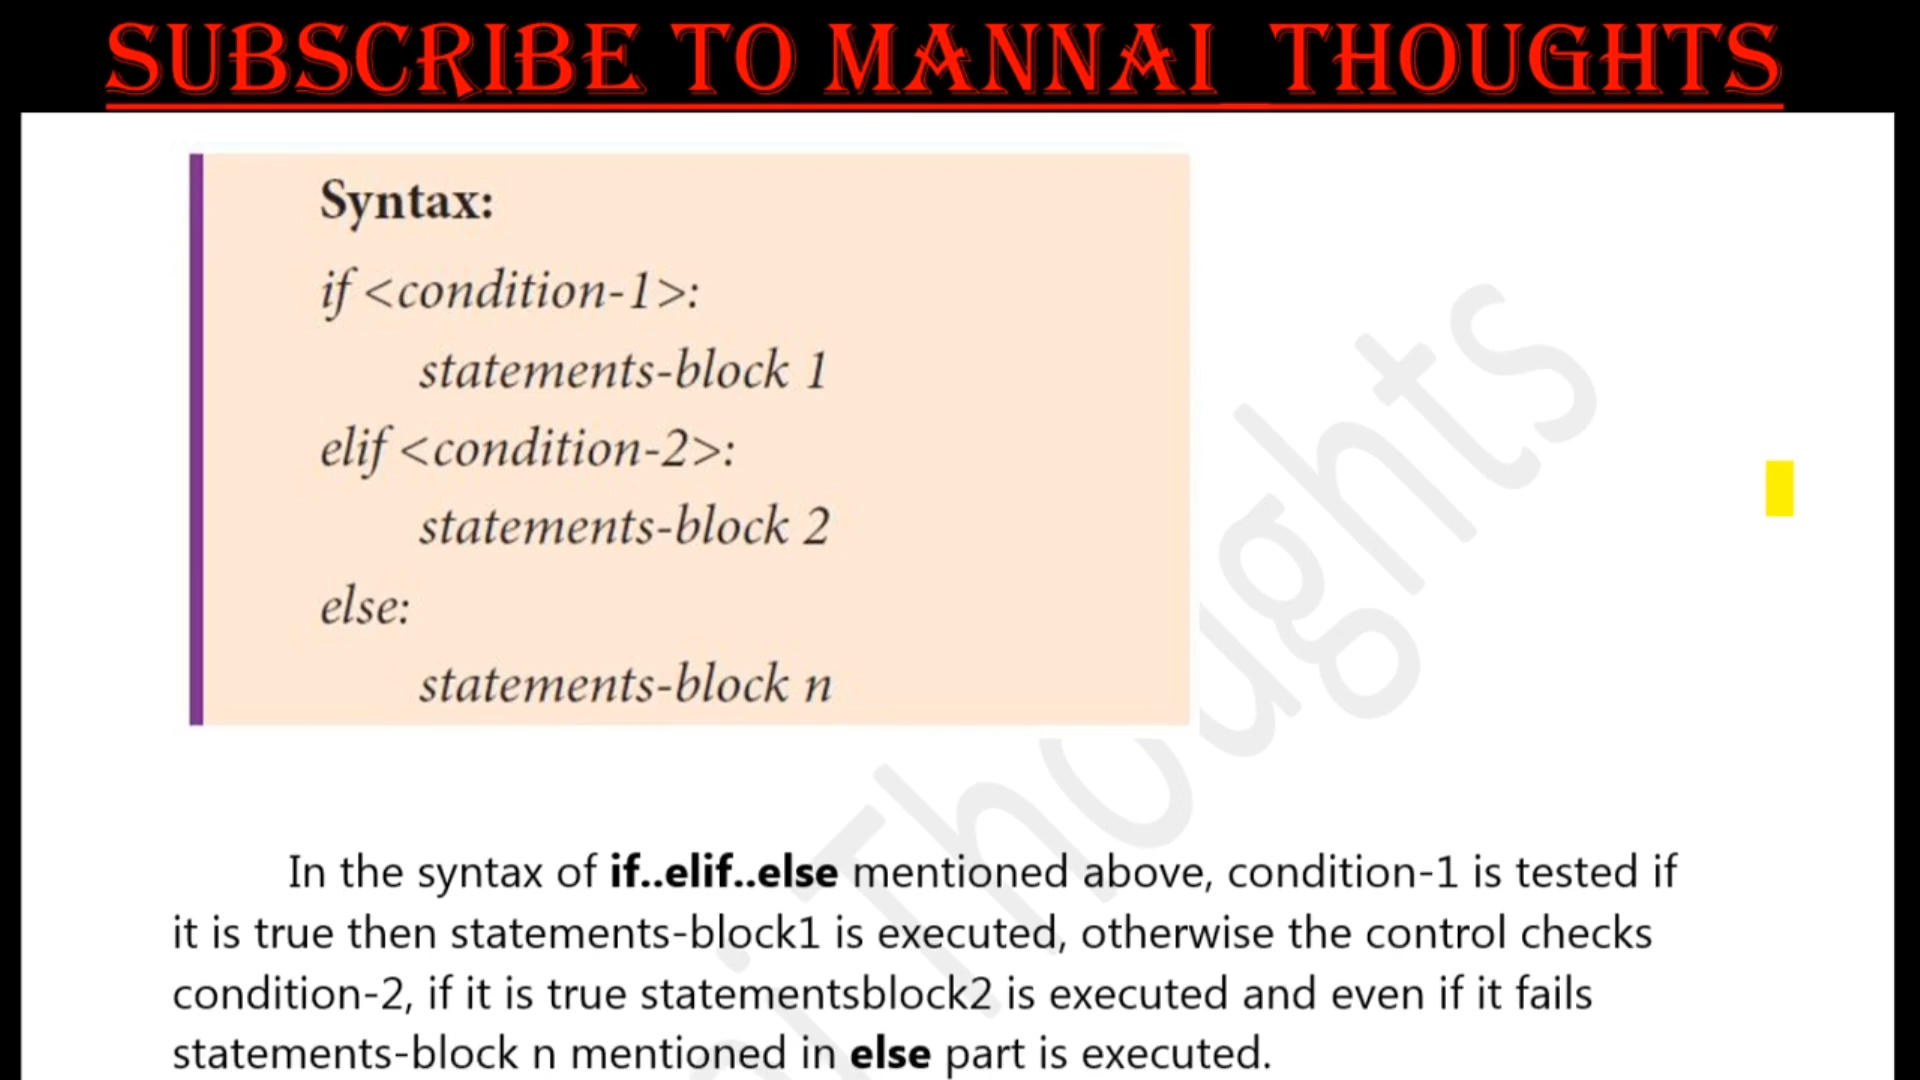 SUBSCRIBE TO MANNAI THOUGHTS
Syntax:
if <condition-1>:
statements-block 1
elif <condition-2>:
statements-block 2
else:
statements-block n
In the syntax of if..elif..else mentioned above, condition-1 is tested if
it is true then statements-block1 is executed, otherwise the control checks
condition-2, if it is true statementsblock2 is executed and even if it fails
statements-block n mentioned in else part is executed.
Thoughts